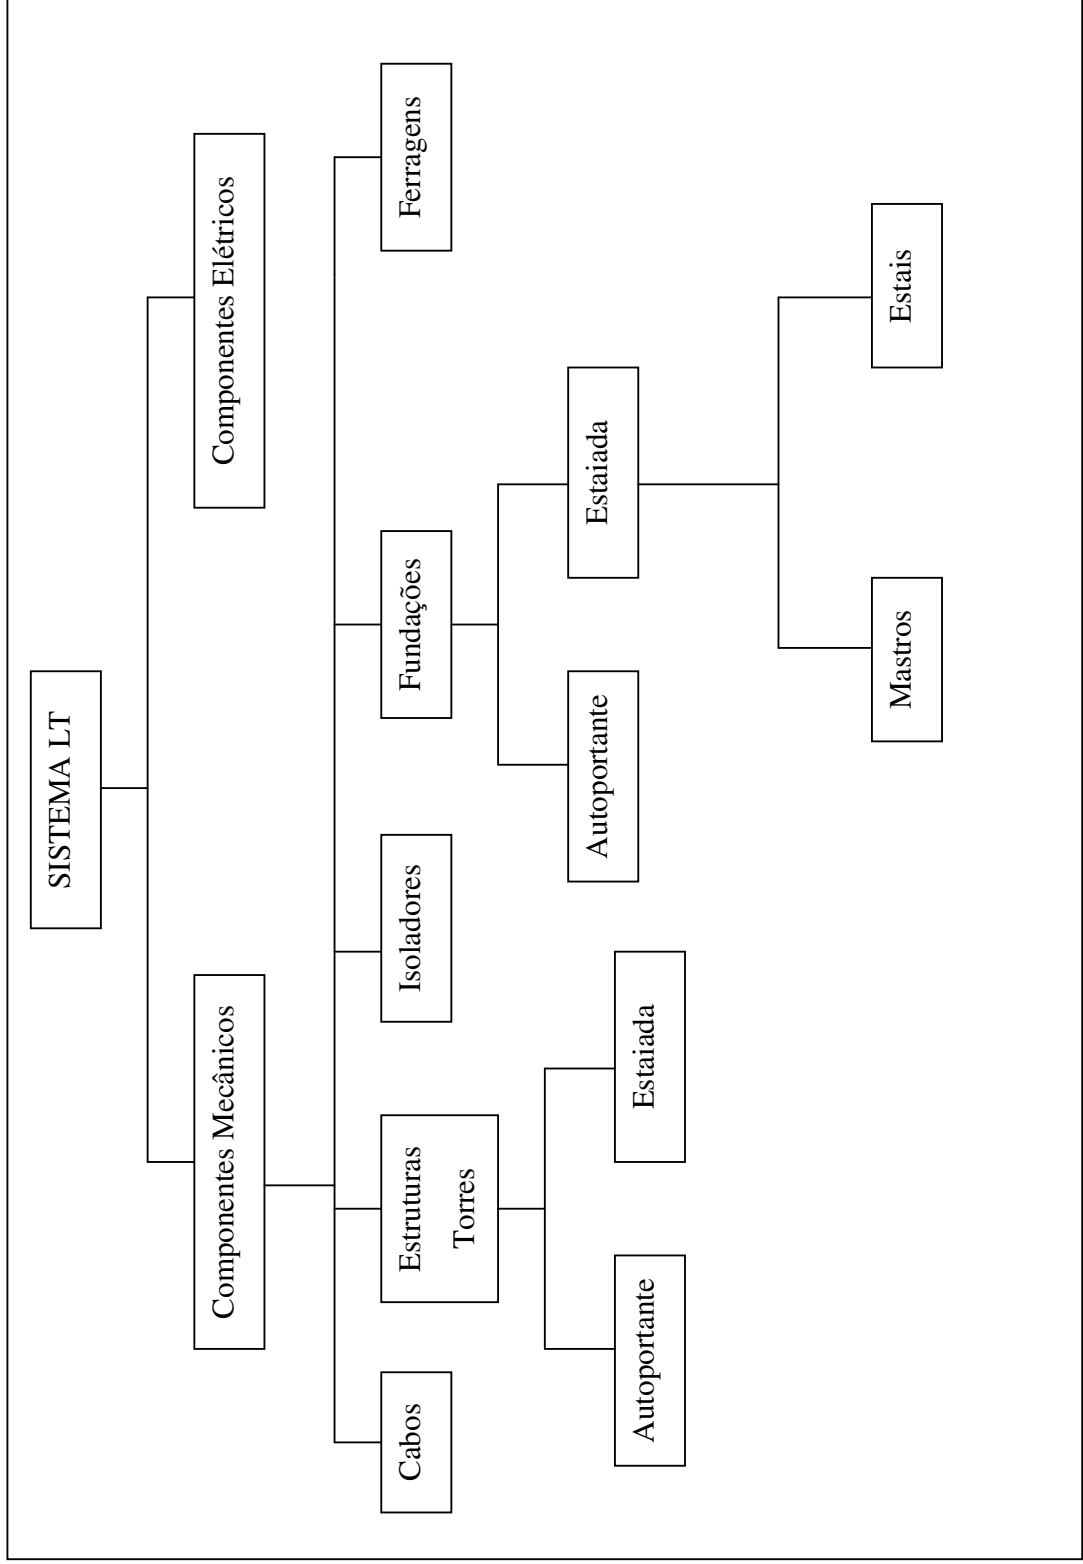 SISTEMA LT
Componentes Mecânicos
Componentes Elétricos
Cabos
Estruturas
Torres
Isoladores
Fundações
Ferragens
Autoportante
Estaiada
Autoportante
Estaiada
Mastros
Estais